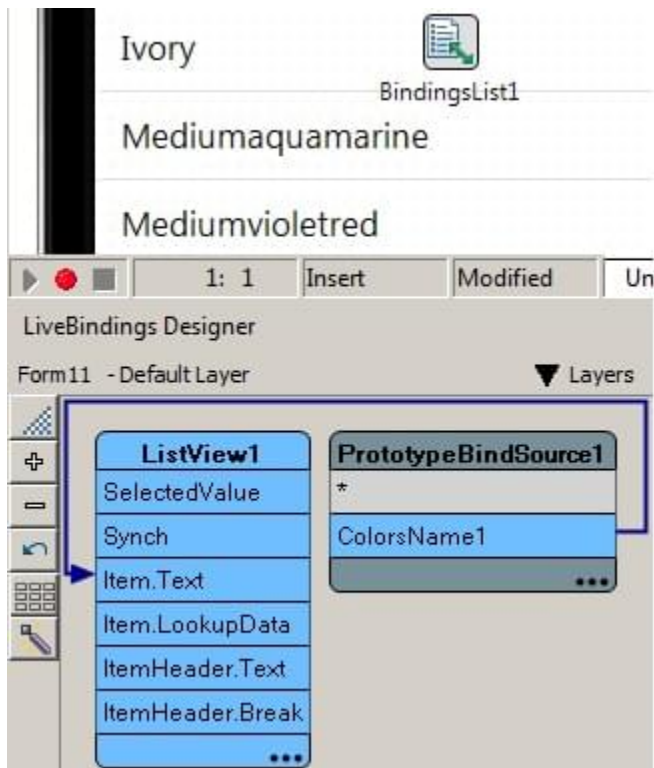 Ivory
BindingsList1
Mediumaquamarine
Mediumvioletred
1: 1 Insert Modified Un
LiveBindings Designer
Form11 - Default Layer Layers
ListView1
SelectedValue
Synch
Item.Text
Item.LookupData
ItemHeader.Text
ItemHeader.Break
PrototypeBindSource1
*
ColorsName1